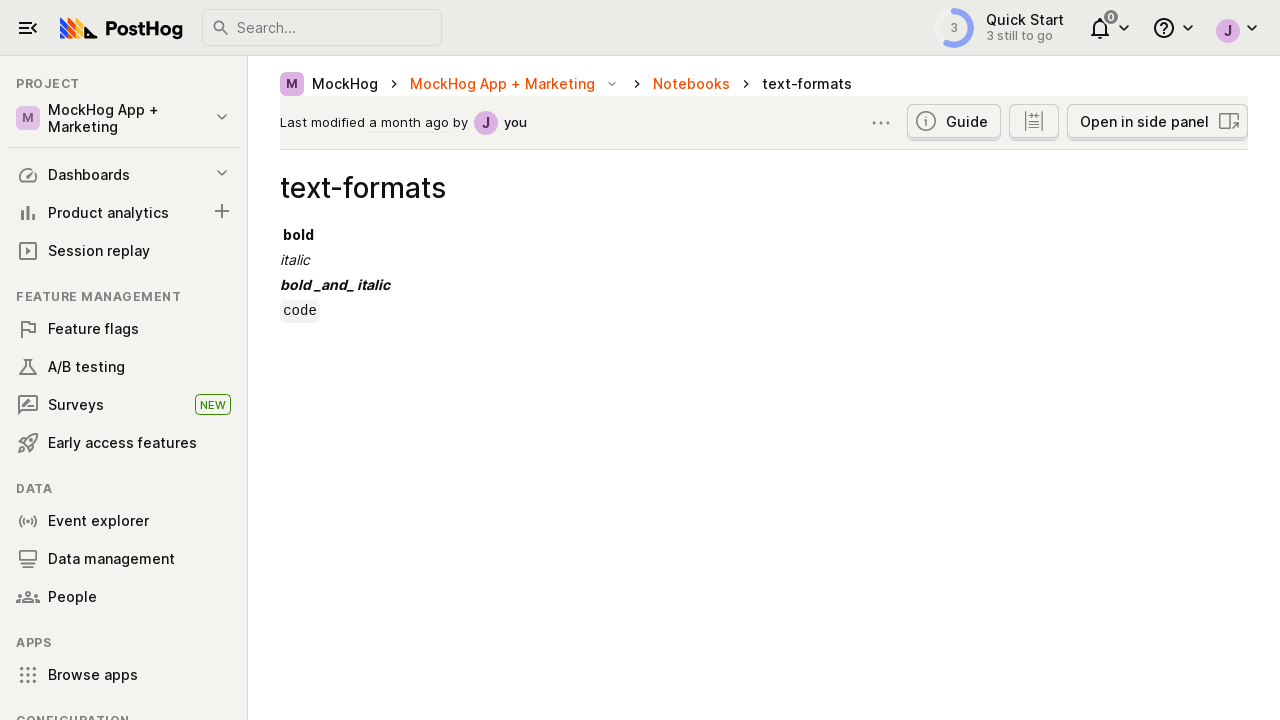 PostHog
Search...
3
Quick Start
3 still to go
0
J
PROJECT
M
MockHog App +
Marketing
Dashboards
Product analytics
Session replay
FEATURE MANAGEMENT
Feature flags
A/B testing
Surveys
NEW
Early access features
DATA
Event explorer
Data management
People
APPS
Browse apps
CONFIGURATION
M MockHog > MockHog App + Marketing > Notebooks > text-formats
Last modified a month ago by J you
Guide
Open in side panel
text-formats
bold
italic
bold _and_ italic
code